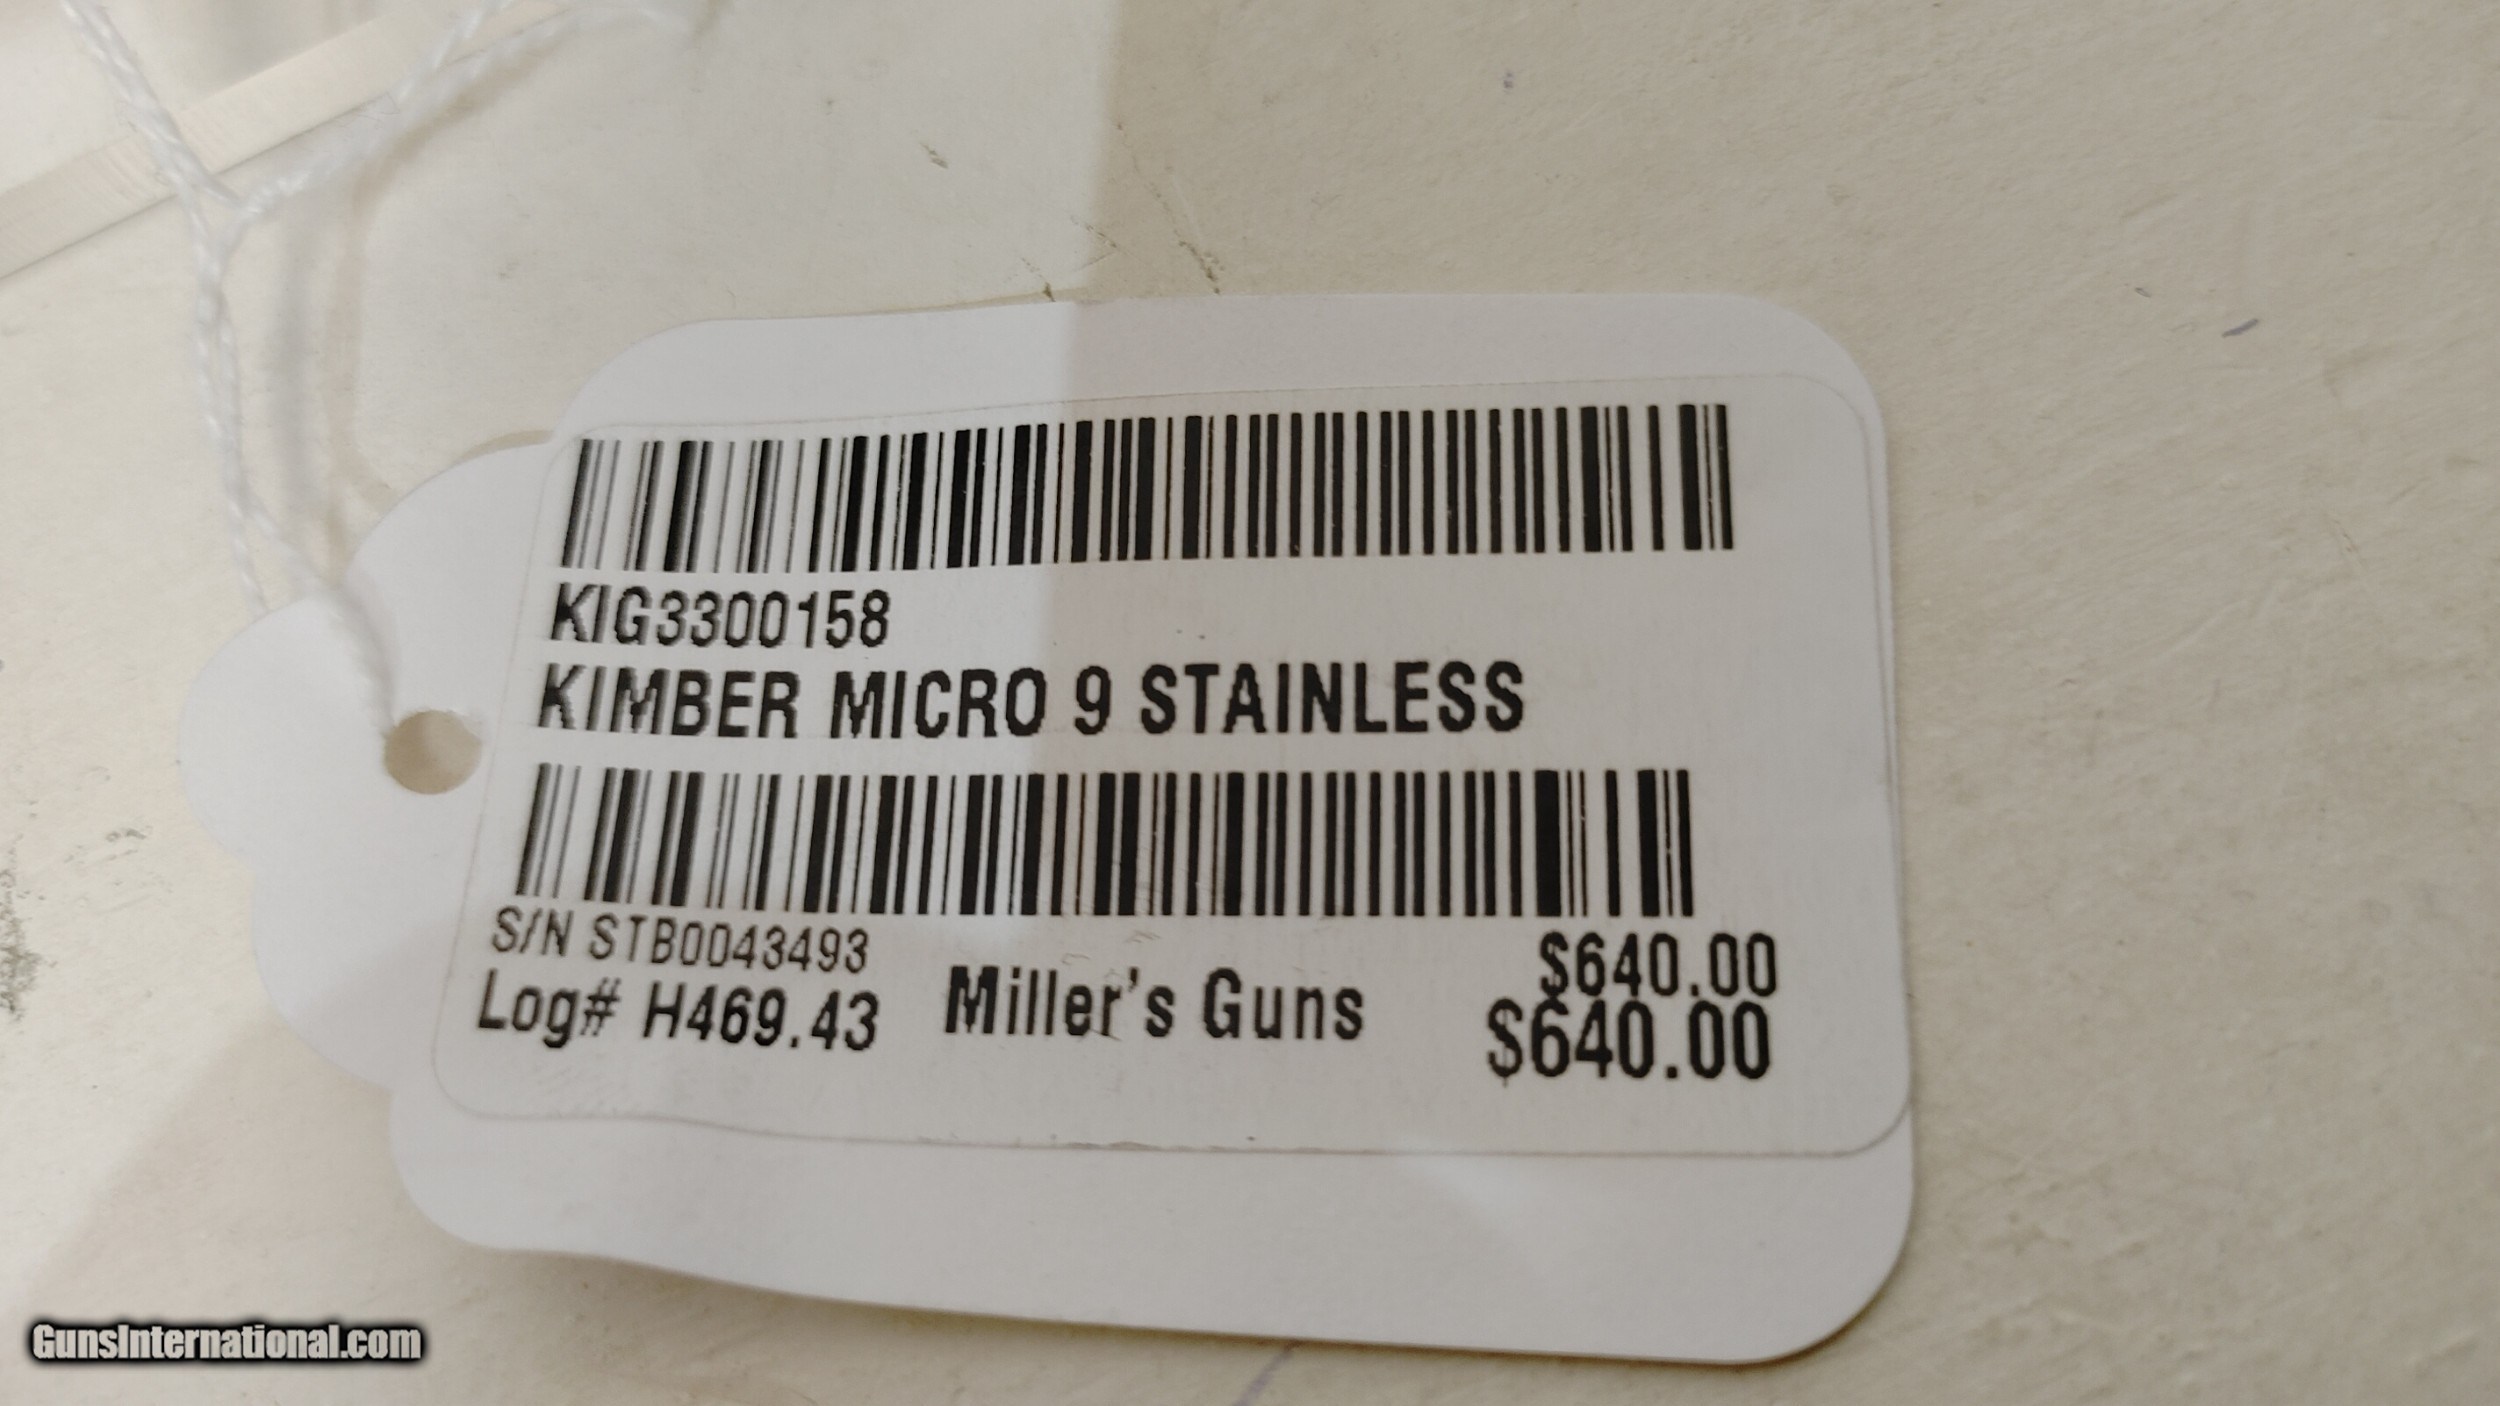 KIG3300158
KIMBER MICRO 9 STAINLESS
S/N STB0043493
$640.00
Log# H469.43
Miller's Guns
$640.00
GunsInternational.com